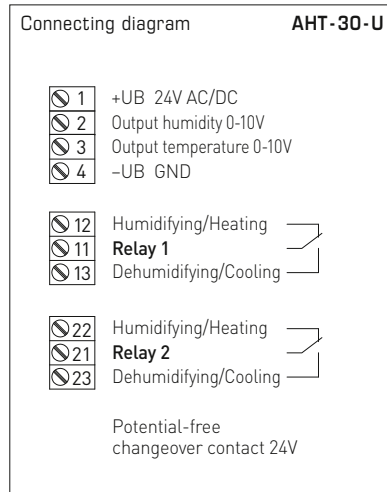 Connecting diagram AHT-30-U
1 +UB 24V AC/DC
2 Output humidity 0-10V
3 Output temperature 0-10V
4 –UB GND
12 Humidifying/Heating
11 Relay 1
13 Dehumidifying/Cooling
22 Humidifying/Heating
21 Relay 2
23 Dehumidifying/Cooling
Potential-free
changeover contact 24V